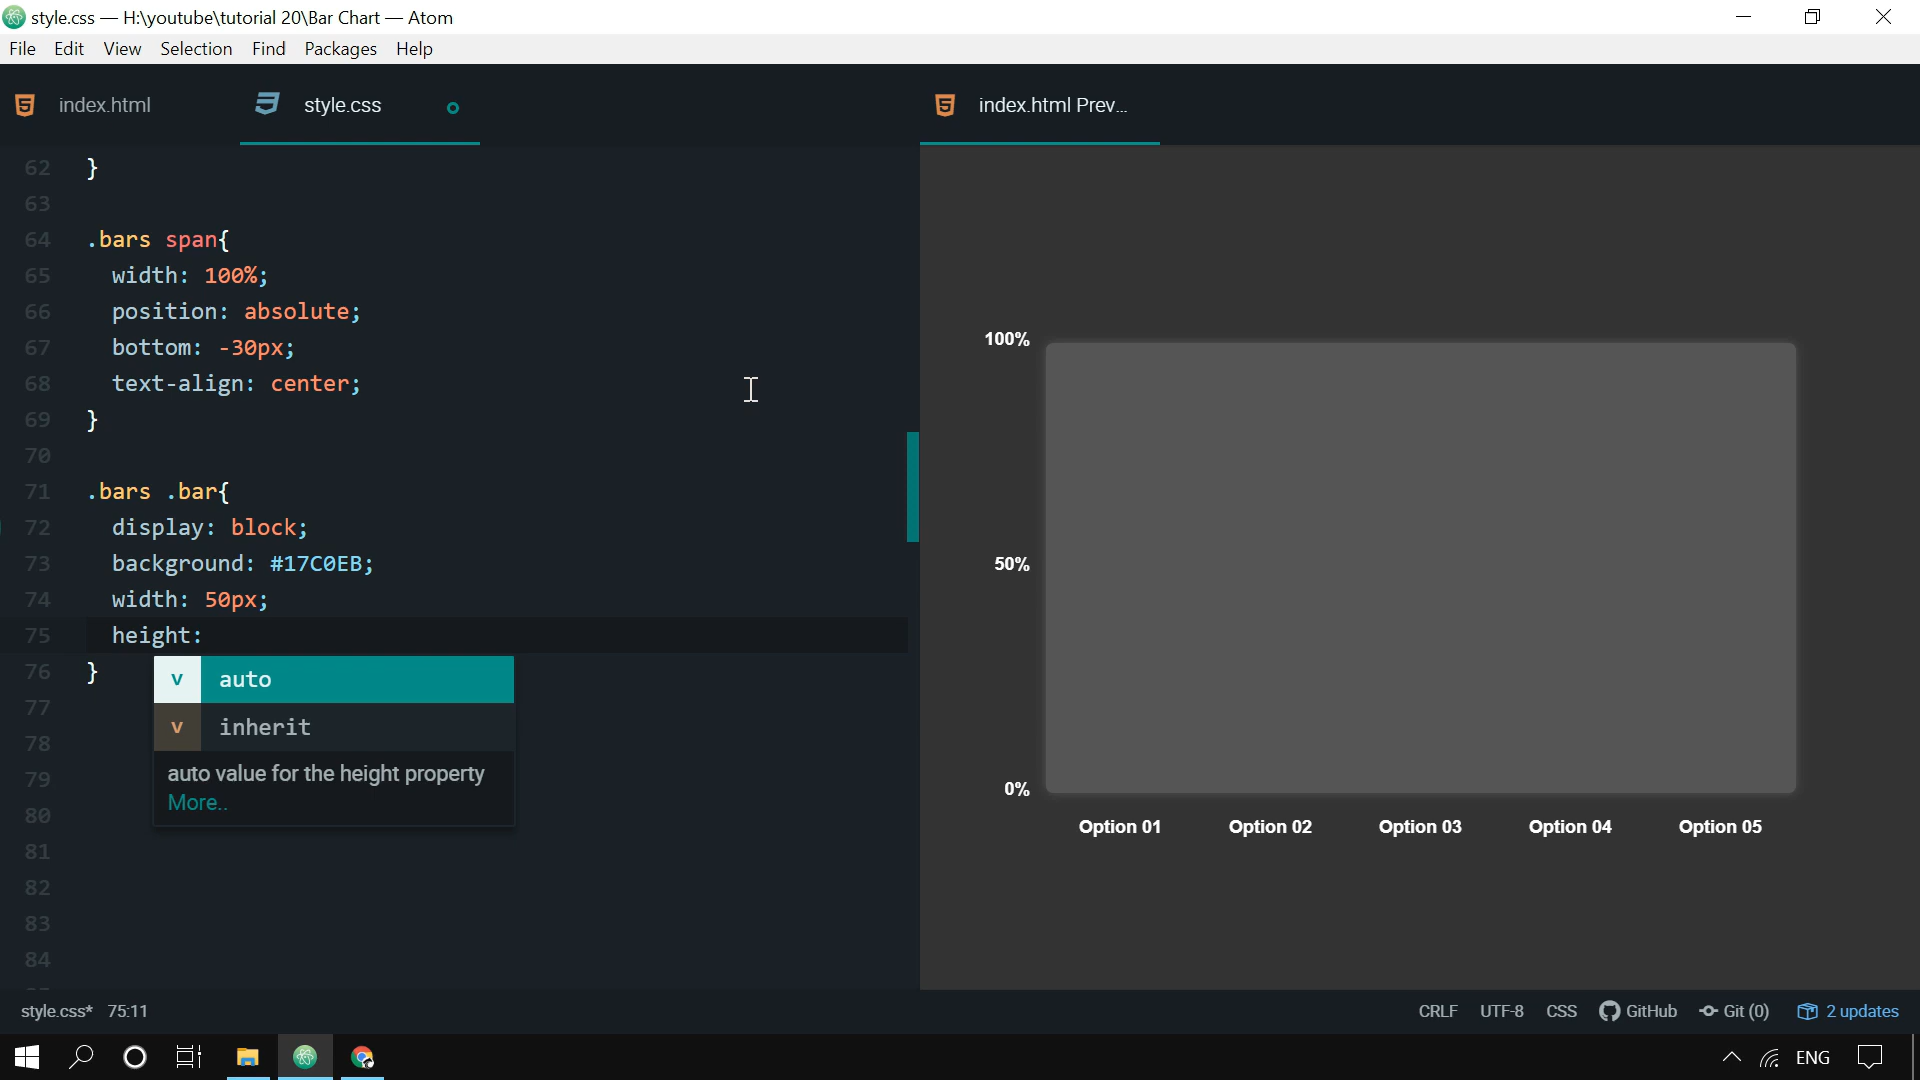 style.css — H:\youtube\tutorial 20\Bar Chart — Atom
File Edit View Selection Find Packages Help
index.html
style.css
index.html Prev...
62 }
63
64 .bars span{
65 width: 100%;
66 position: absolute;
67 bottom: -30px;
68 text-align: center;
69 }
70
71 .bars .bar{
72 display: block;
73 background: #17C0EB;
74 width: 50px;
75 height:
76 }
77
78
79
80
81
82
83
84
v auto
v inherit
auto value for the height property
More..
100%
50%
0%
Option 01 Option 02 Option 03 Option 04 Option 05
style.css* 75:11
CRLF UTF-8 CSS GitHub Git (0) 2 updates
ENG